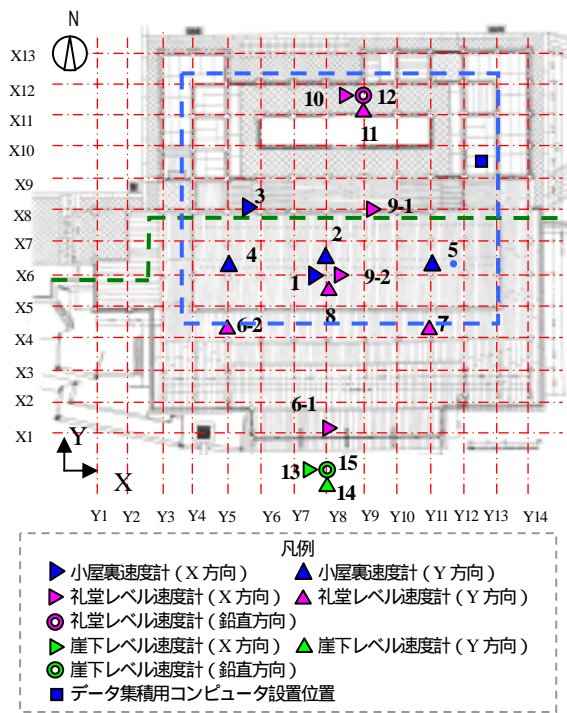 N
X13
X12
10
12
X11
11
X10
X9
3
9-1
X8
X7
2
4
5
X6
1
9-2
X5
8
6-2
7
X4
X3
X2
6-1
X1
Y
13
15
X
14
Y1 Y2 Y3 Y4 Y5 Y6 Y7 Y8 Y9 Y10 Y11 Y12 Y13 Y14
凡例
小屋裏速度計(X方向) 小屋裏速度計(Y方向)
礼堂レベル速度計(X方向) 礼堂レベル速度計(Y方向)
礼堂レベル速度計(鉛直方向)
崖下レベル速度計(X方向) 崖下レベル速度計(Y方向)
崖下レベル速度計(鉛直方向)
データ集積用コンピュータ設置位置